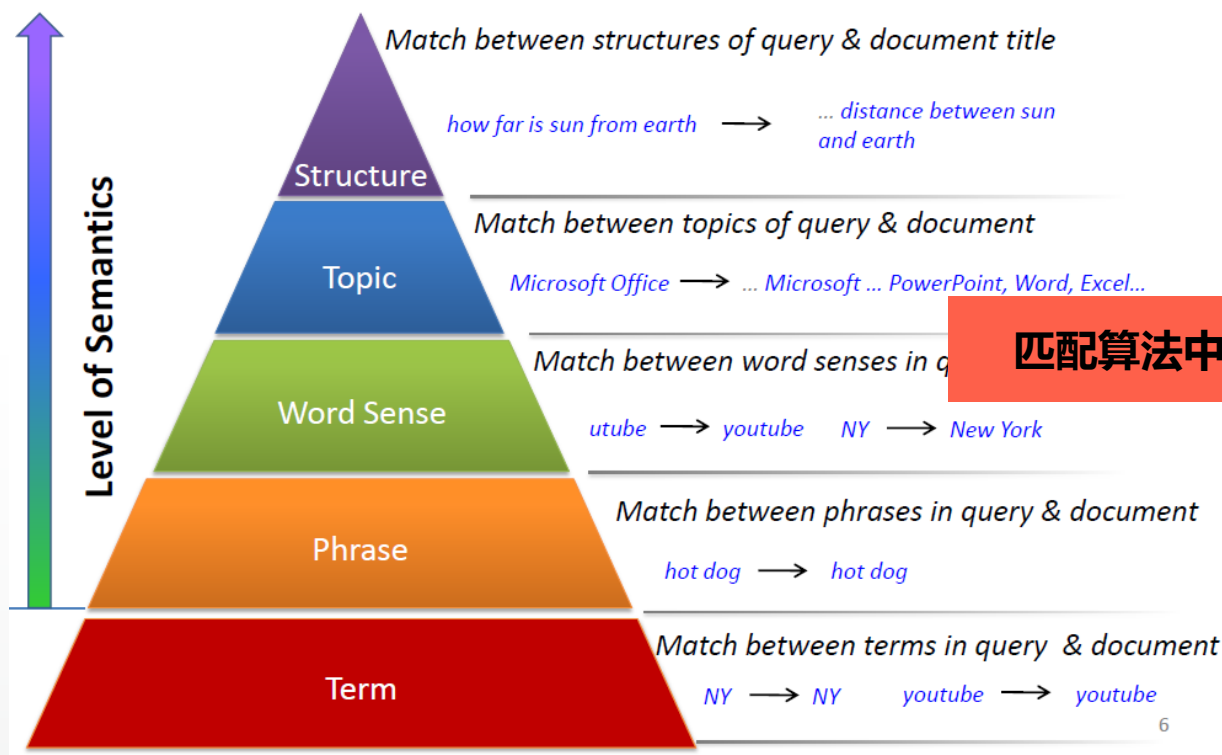 Match between structures of query & document title
how far is sun from earth
... distance between sun
and earth
Structure
Match between topics of query & document
Topic
Microsoft Office
... Microsoft ... PowerPoint, Word, Excel...
匹配算法中
Match between word senses in
Word Sense
utube
youtube
NY
New York
Match between phrases in query & document
Phrase
hot dog
hot dog
Match between terms in query & document
Term
NY
NY
youtube
youtube
6
Level of Semantics